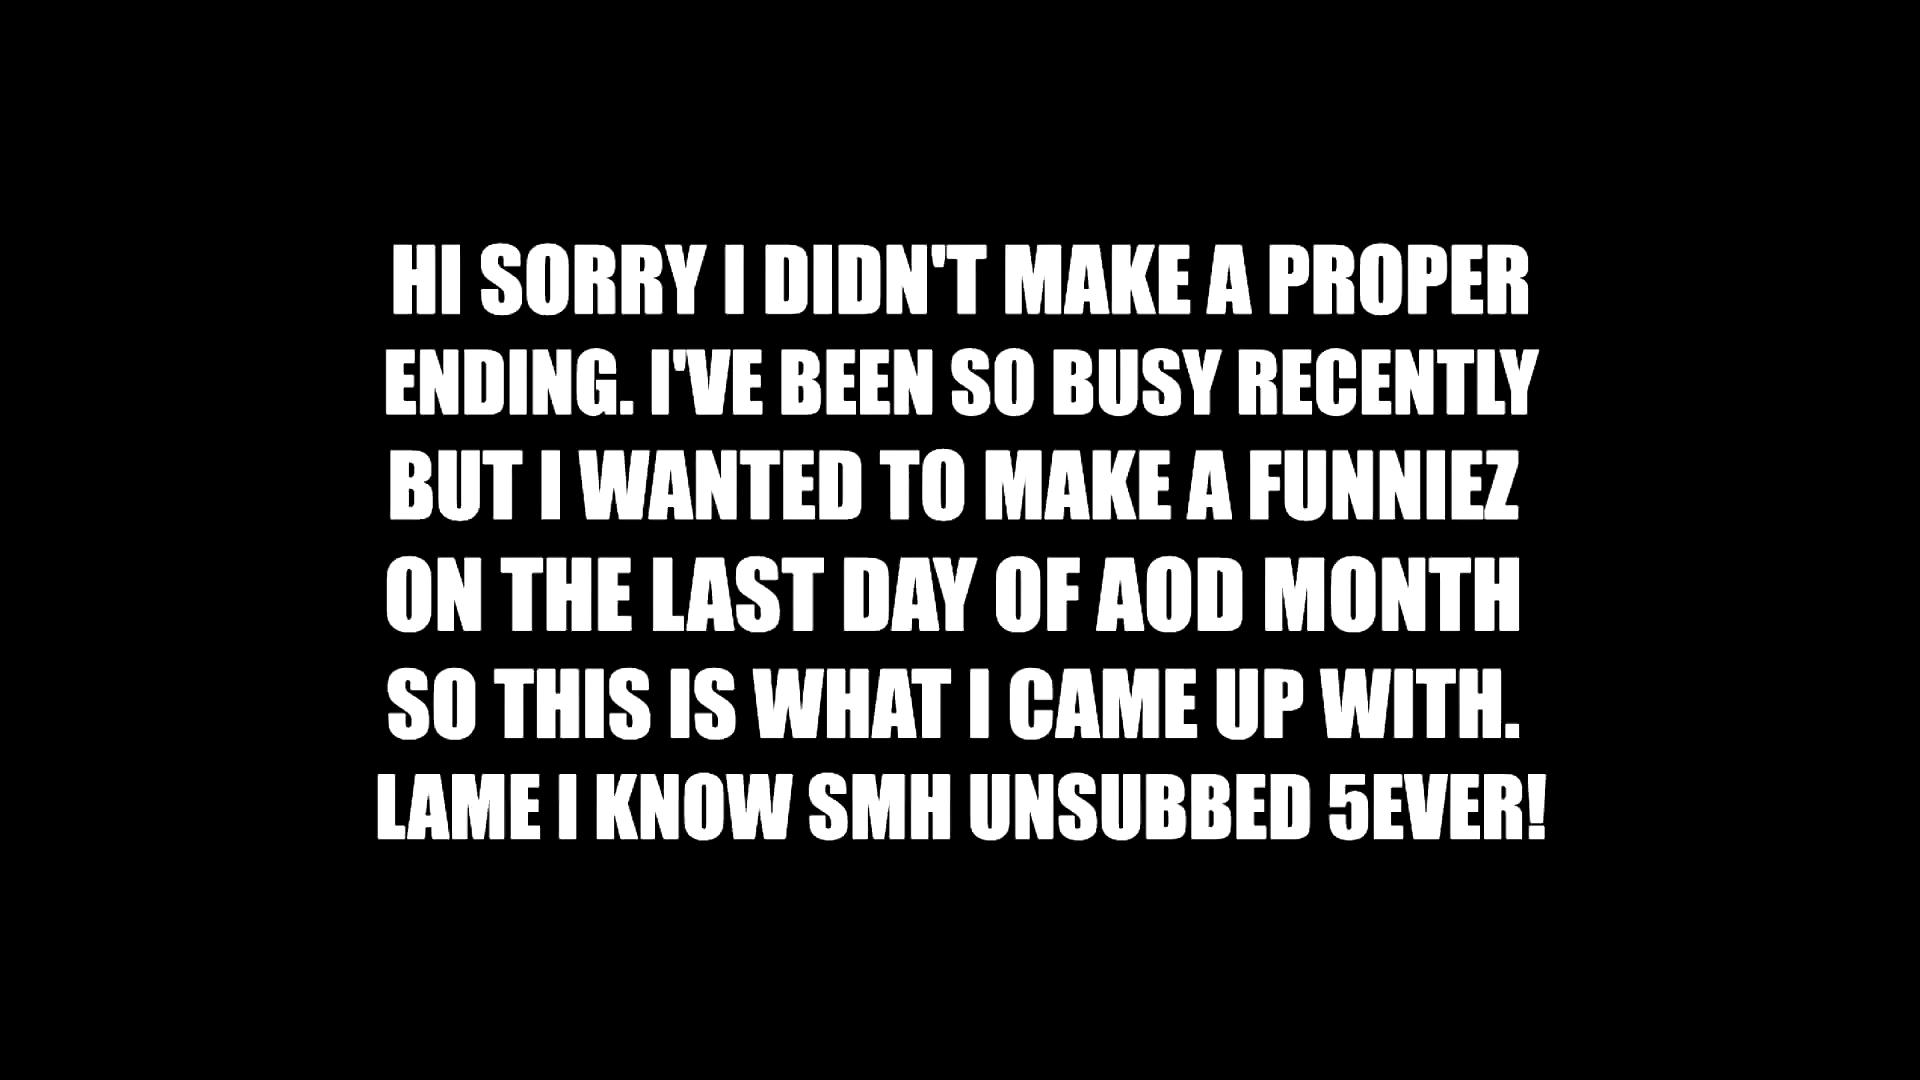 HI SORRY I DIDN'T MAKE A PROPER
ENDING. I'VE BEEN SO BUSY RECENTLY
BUT I WANTED TO MAKE A FUNNIEZ
ON THE LAST DAY OF AOD MONTH
SO THIS IS WHAT I CAME UP WITH.
LAME I KNOW SMH UNSUBBED 5EVER!